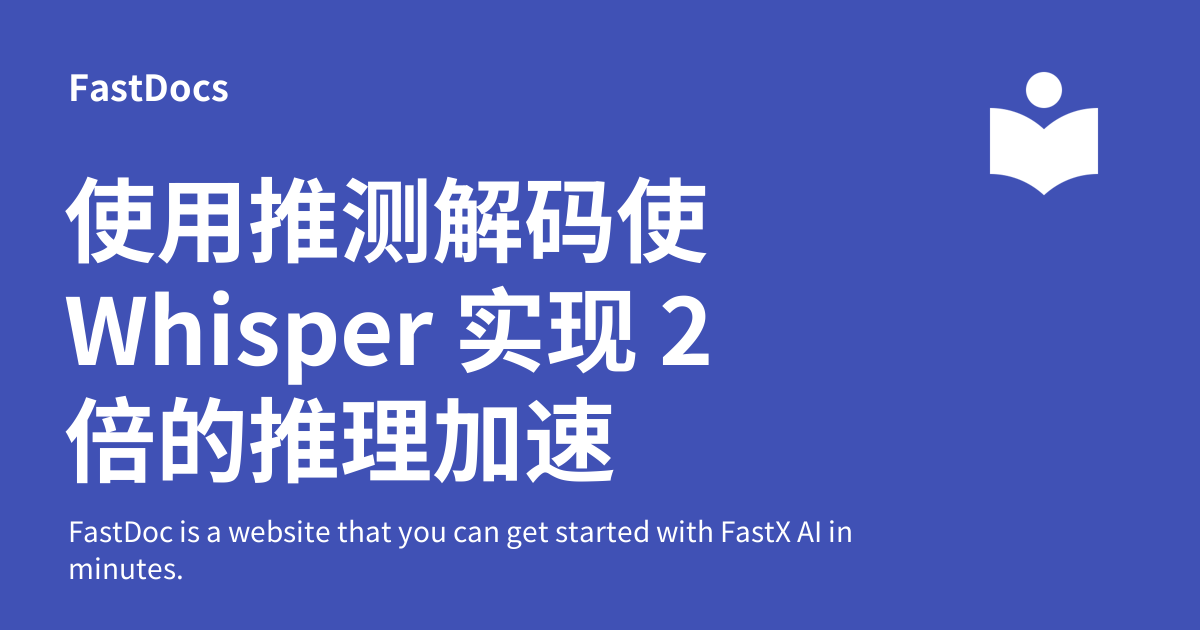 FastDocs
使用推测解码使
Whisper 实现 2
倍的推理加速
FastDoc is a website that you can get started with FastX AI in
minutes.